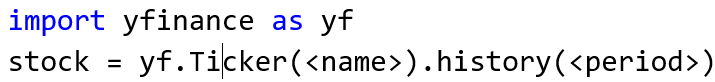 import yfinance as yf
stock = yf.Ticker(<name>).history(<period>)